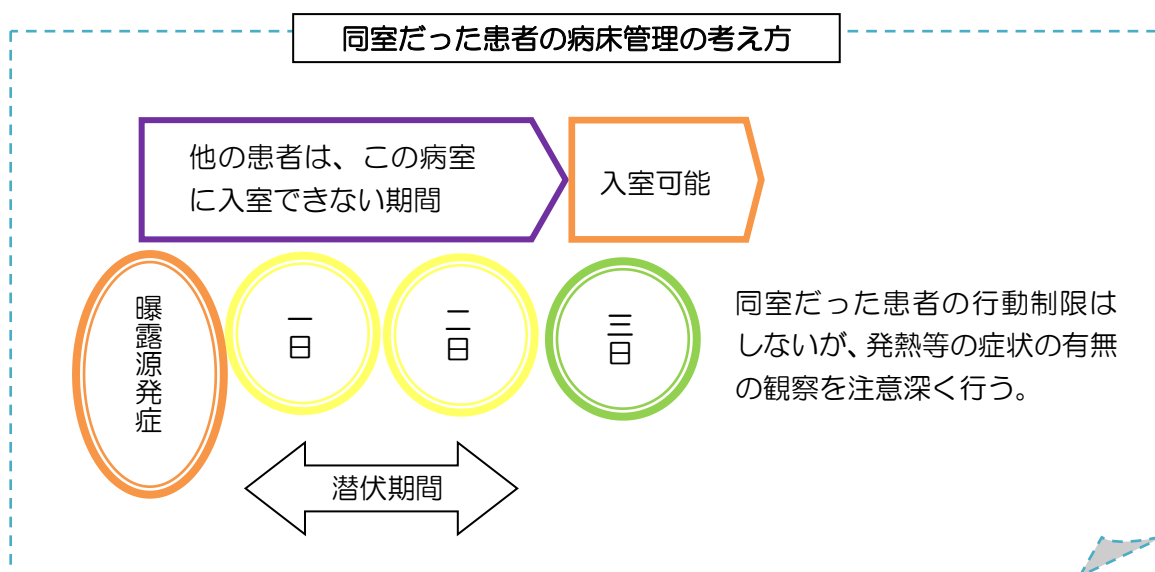 同室だった患者の病床管理の考え方
他の患者は、この病室
に入室できない期間
入室可能
曝露源発症
一日
二日
三日
同室だった患者の行動制限は
しないが、発熱等の症状の有無
の観察を注意深く行う。
潜伏期間